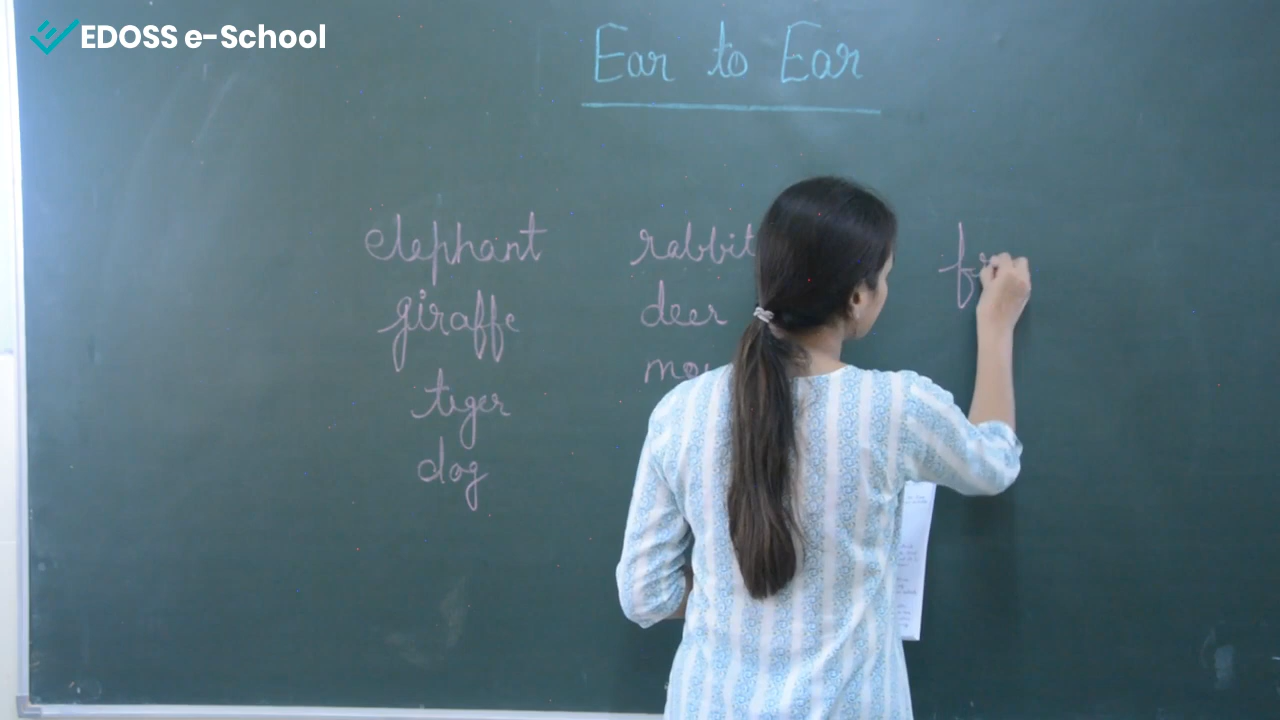 EDOSS e-School
Ear to Ear
elephant
giraffe
tiger
dog
rabbit
deer